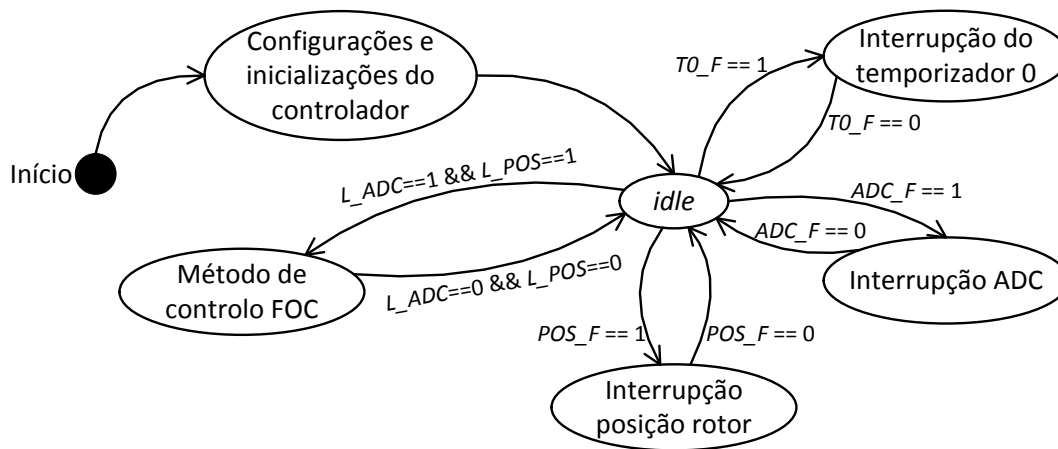 Configurações e
inicializações do
controlador
Interrupção do
temporizador 0
T0_F == 1
T0_F == 0
Início
L_ADC==1 && L_POS==1
idle
ADC_F == 1
ADC_F == 0
Método de
controlo FOC
L_ADC==0 && L_POS==0
Interrupção ADC
POS_F == 1
POS_F == 0
Interrupção
posição rotor